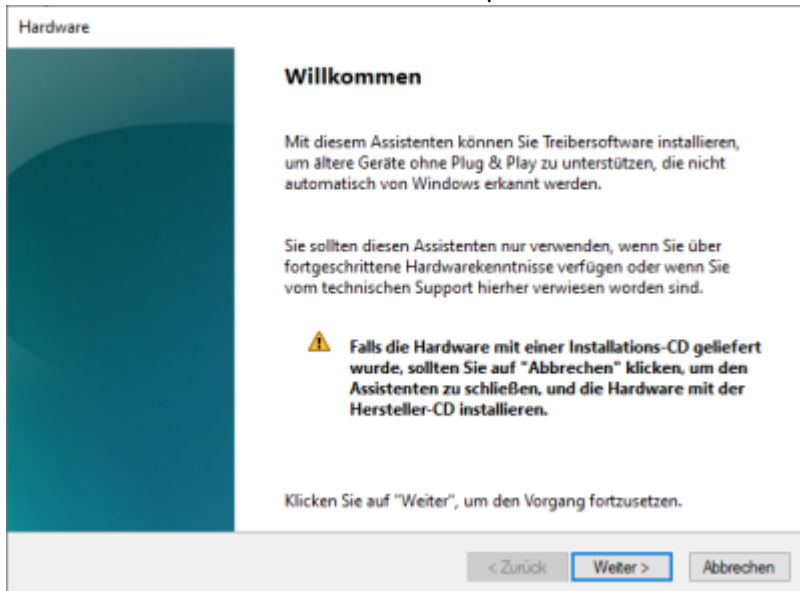 Hardware
Willkommen
Mit diesem Assistenten können Sie Treibersoftware installieren,
um ältere Geräte ohne Plug & Play zu unterstützen, die nicht
automatisch von Windows erkannt werden.
Sie sollten diesen Assistenten nur verwenden, wenn Sie über
fortgeschrittene Hardwarekenntnisse verfügen oder wenn Sie
vom technischen Support hierher verwiesen worden sind.
Falls die Hardware mit einer Installations-CD geliefert
wurde, sollten Sie auf "Abbrechen" klicken, um den
Assistenten zu schließen, und die Hardware mit der
Hersteller-CD installieren.
Klicken Sie auf "Weiter", um den Vorgang fortzusetzen.
< Zurück Weiter > Abbrechen